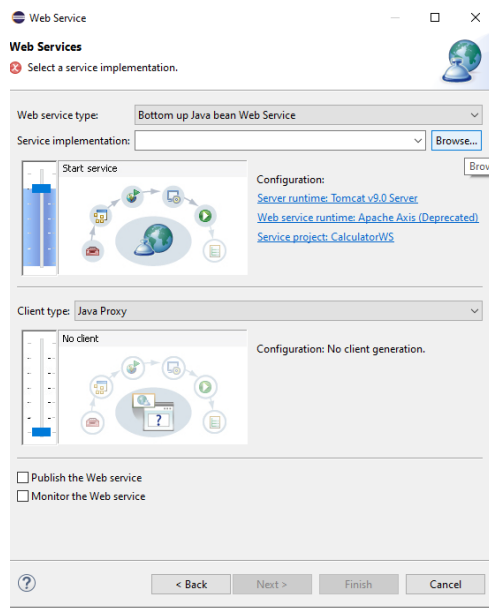 Web Service
Web Services
Select a service implementation.
Web service type: Bottom up Java bean Web Service
Service implementation: Browse...
Brow
Start service
Configuration:
Server runtime: Tomcat v9.0 Server
Web service runtime: Apache Axis (Deprecated)
Service project: CalculatorWS
Client type: Java Proxy
No client
Configuration: No client generation.
Publish the Web service
Monitor the Web service
< Back Next > Finish Cancel